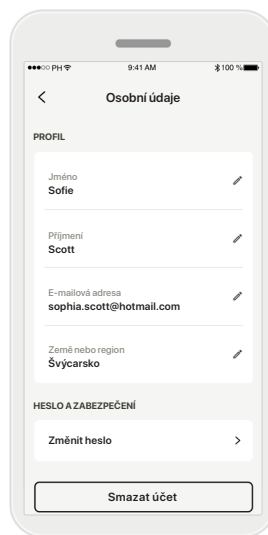 ●●●○○ PH 9:41 AM 100 %
Osobní údaje
PROFIL
Jméno
Sofie
Příjmení
Scott
E-mailová adresa
sophia.scott@hotmail.com
Země nebo region
Švýcarsko
HESLO A ZABEZPEČENÍ
Změnit heslo
Smazat účet